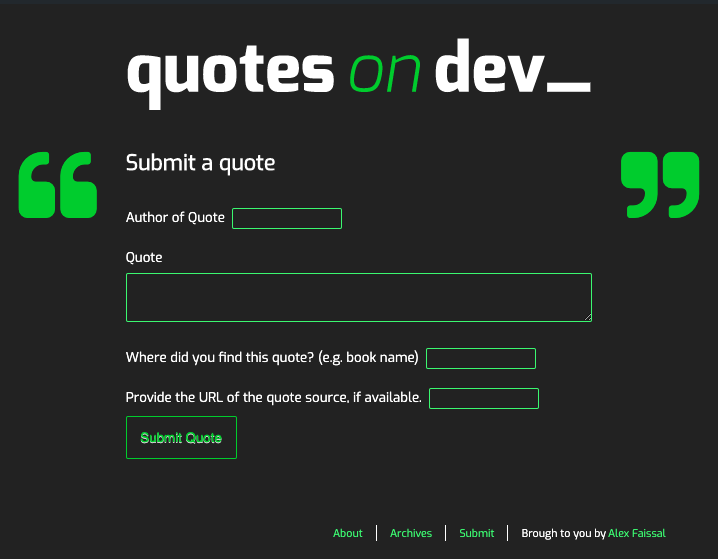 quotes on dev_
Submit a quote
Author of Quote
Quote
Where did you find this quote? (e.g. book name)
Provide the URL of the quote source, if available.
Submit Quote
About | Archives | Submit | Brough to you by Alex Faissal